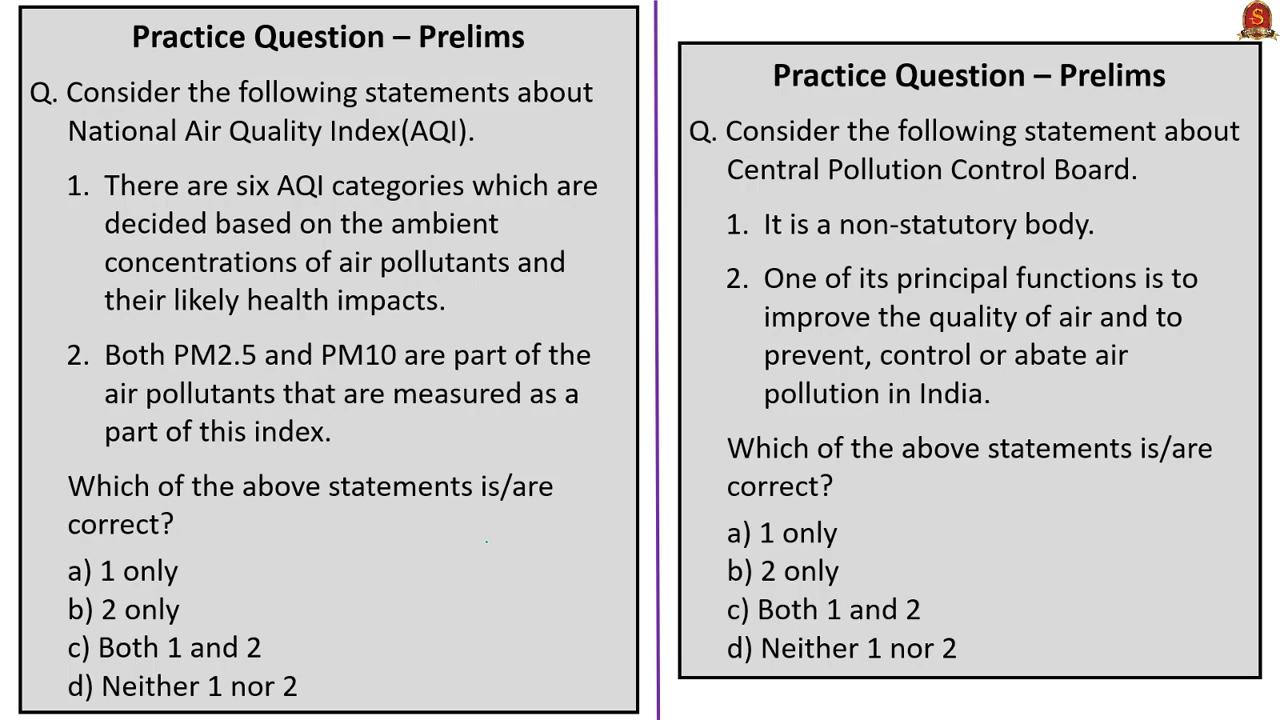 Practice Question – Prelims
Q. Consider the following statements about
National Air Quality Index(AQI).
1. There are six AQI categories which are
decided based on the ambient
concentrations of air pollutants and
their likely health impacts.
2. Both PM2.5 and PM10 are part of the
air pollutants that are measured as a
part of this index.
Which of the above statements is/are
correct?
a) 1 only
b) 2 only
c) Both 1 and 2
d) Neither 1 nor 2
Practice Question – Prelims
Q. Consider the following statement about
Central Pollution Control Board.
1. It is a non-statutory body.
2. One of its principal functions is to
improve the quality of air and to
prevent, control or abate air
pollution in India.
Which of the above statements is/are
correct?
a) 1 only
b) 2 only
c) Both 1 and 2
d) Neither 1 nor 2
S